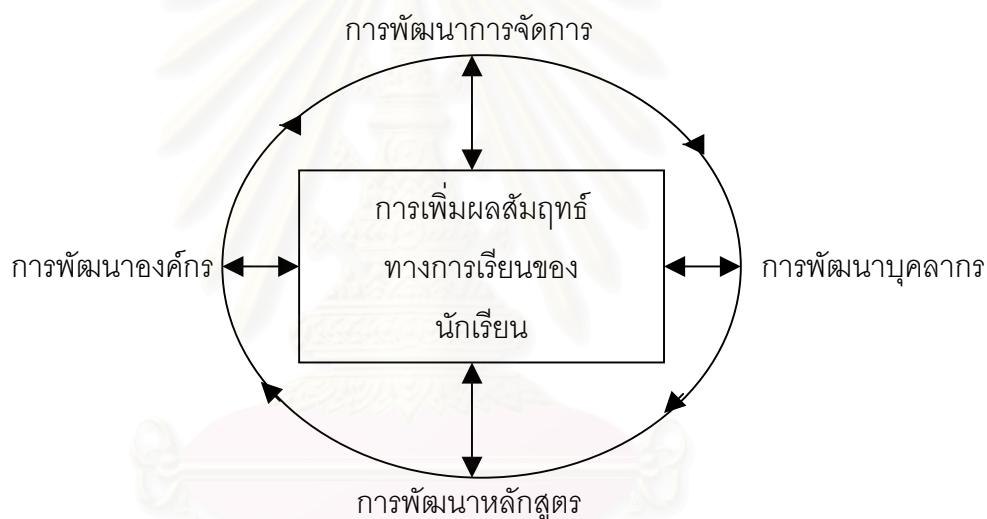 การพัฒนาการจัดการ
การเพิ่มผลสัมฤทธ์
ทางการเรียนของ
นักเรียน
การพัฒนาองค์กร
การพัฒนาบุคลากร
การพัฒนาหลักสูตร